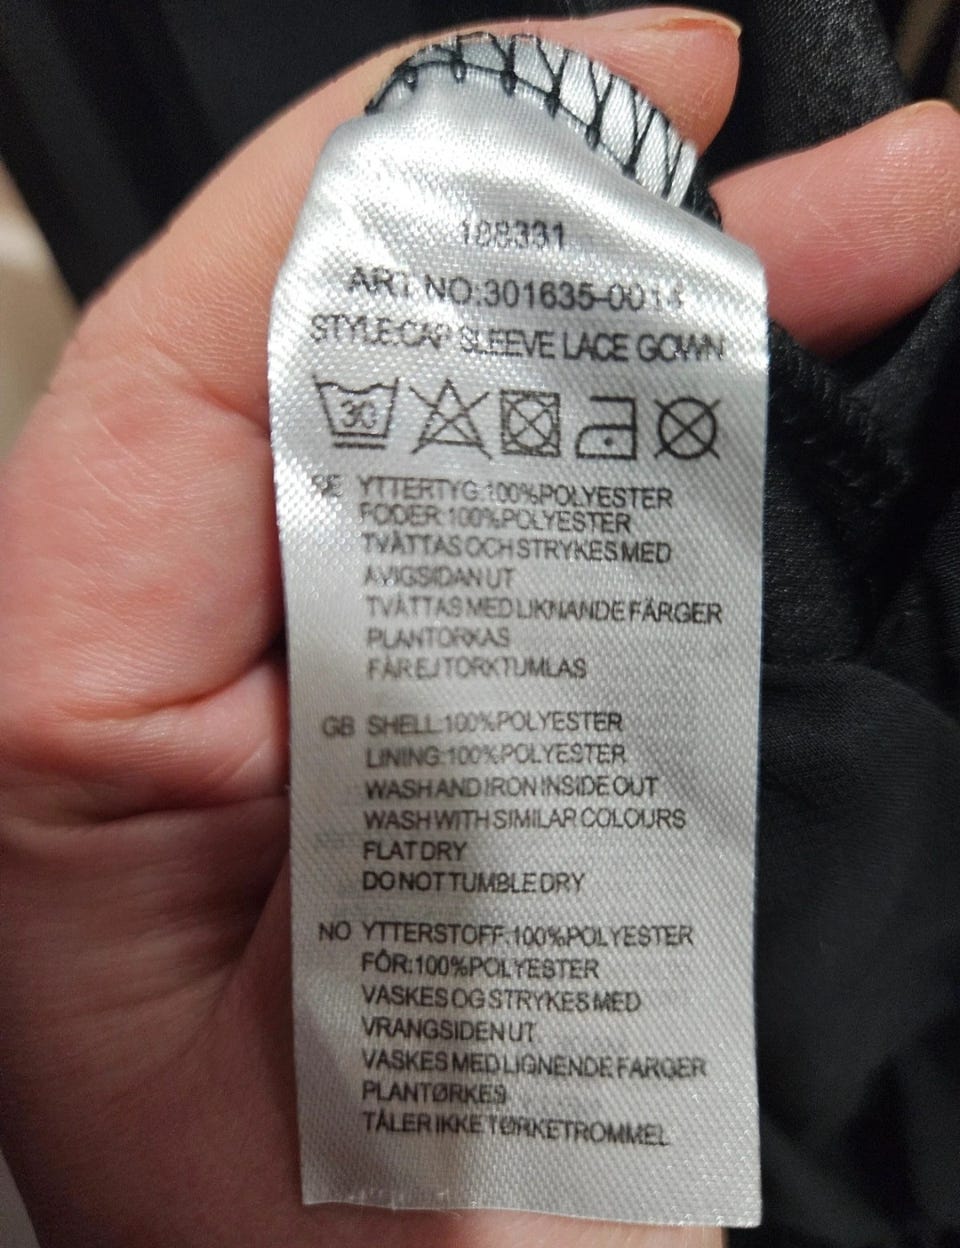 188331
ART NO:301635-0014
STYLE:CAP SLEEVE LACE GOWN
30
SE YTTERTYG:100%POLYESTER
FODER:100%POLYESTER
TVÄTTAS OCH STRYKES MED
AVIGSIDAN UT
TVÄTTAS MED LIKNANDE FÄRGER
PLANTORKAS
FÅR EJ TORKTUMLAS
GB SHELL:100%POLYESTER
LINING:100%POLYESTER
WASH AND IRON INSIDE OUT
WASH WITH SIMILAR COLOURS
FLAT DRY
DO NOT TUMBLE DRY
NO YTTERSTOFF:100%POLYESTER
FÔR:100%POLYESTER
VASKES OG STRYKES MED
VRANGSIDEN UT
VASKES MED LIGNENDE FARGER
PLANTØRKES
TÅLER IKKE TØRKETROMMEL